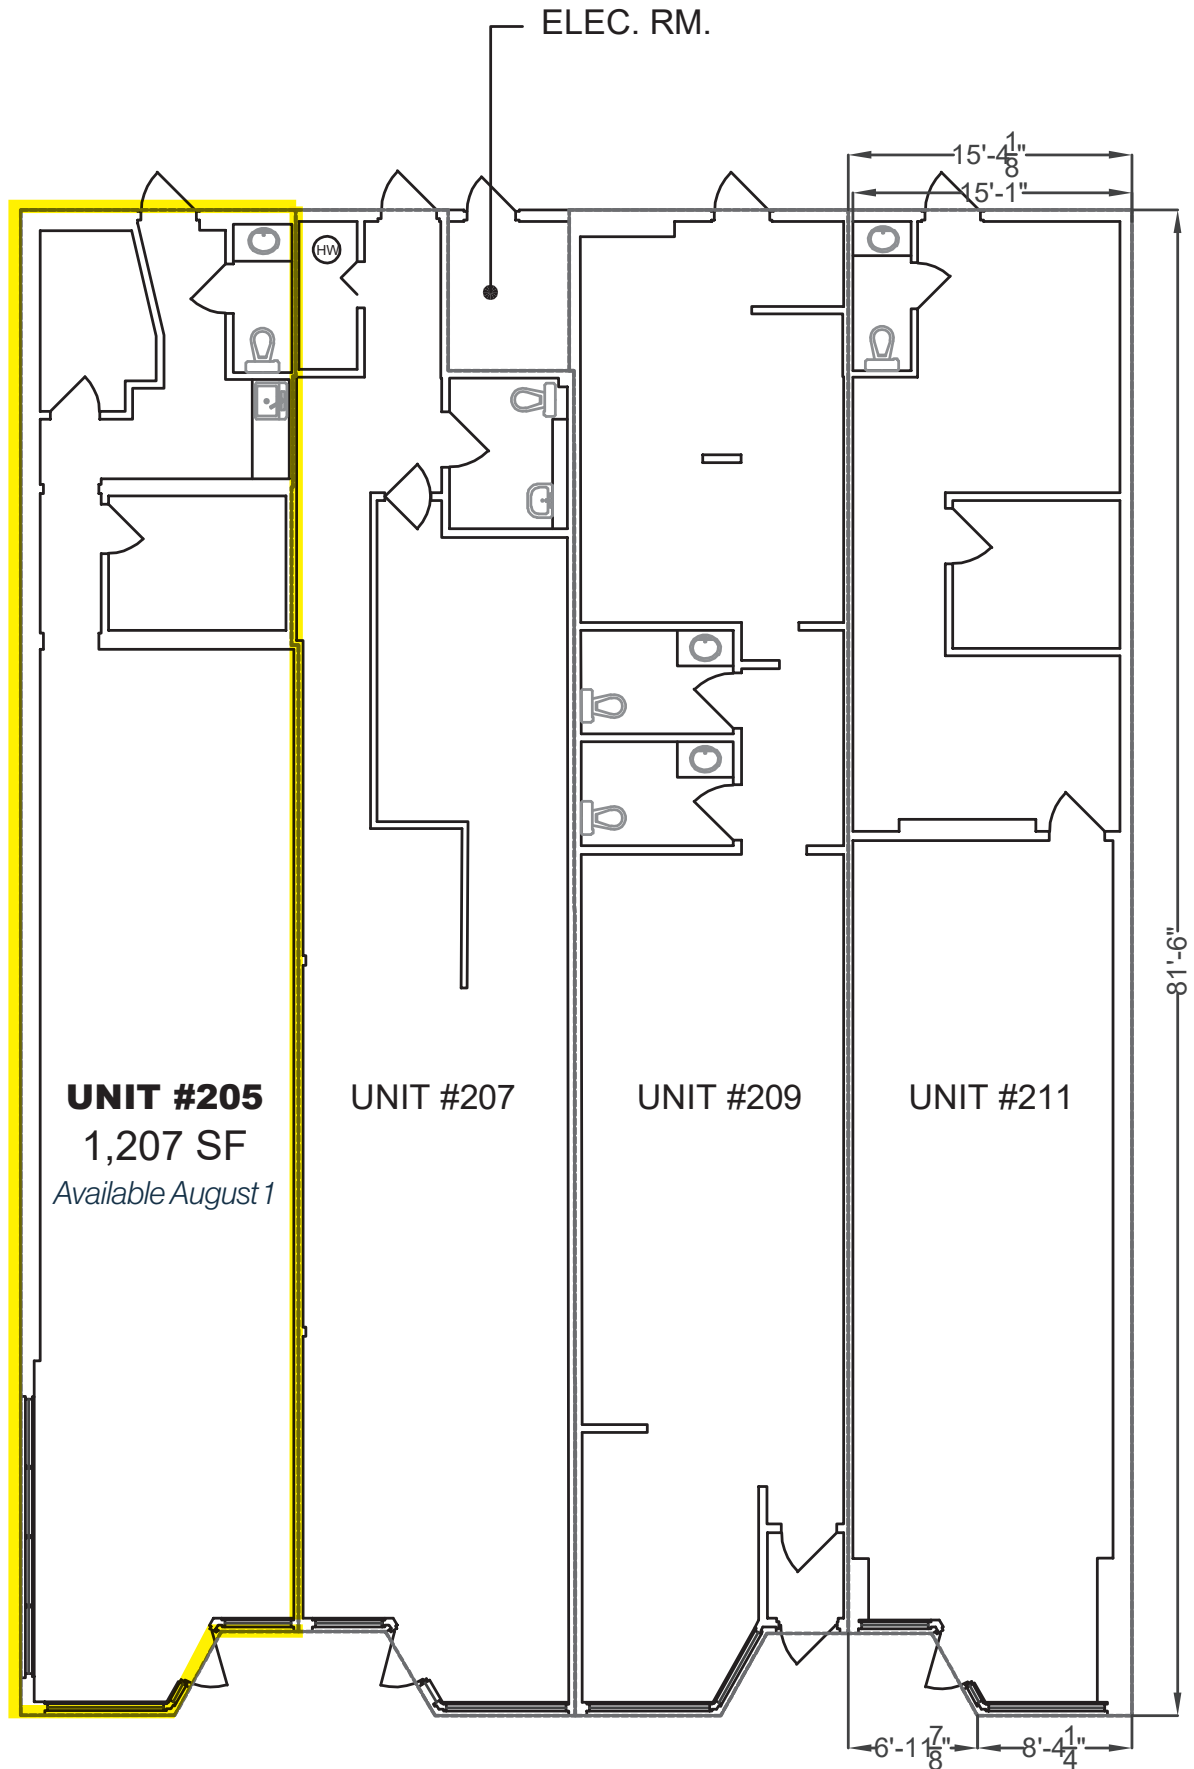 ELEC. RM.
15'-4 1/8"
15'-1"
HW
81'-6"
UNIT #205
1,207 SF
Available August 1
UNIT #207
UNIT #209
UNIT #211
6'-11 7/8"
8'-4 1/4"